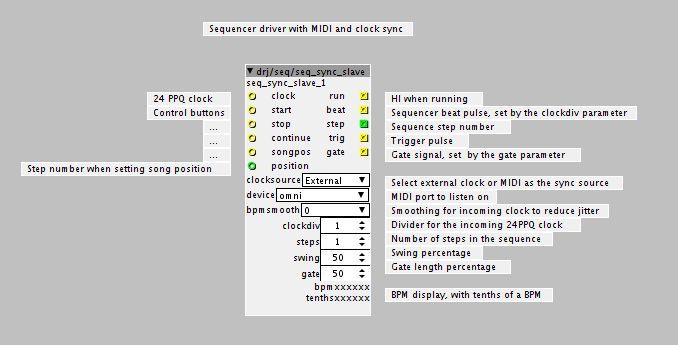 Sequencer driver with MIDI and clock sync
drj/seq/seq_sync_slave
seq_sync_slave_1
24 PPQ clock clock run HI when running
Control buttons start beat Sequencer beat pulse, set by the clockdiv parameter
... stop step Sequence step number
... continue trig Trigger pulse
... songpos gate Gate signal, set by the gate parameter
Step number when setting song position position
clocksource External Select external clock or MIDI as the sync source
device omni MIDI port to listen on
bpmsmooth 0 Smoothing for incoming clock to reduce jitter
clockdiv 1 Divider for the incoming 24PPQ clock
steps 1 Number of steps in the sequence
swing 50 Swing percentage
gate 50 Gate length percentage
bpmxxxxxx
tenthsxxxxxx BPM display, with tenths of a BPM